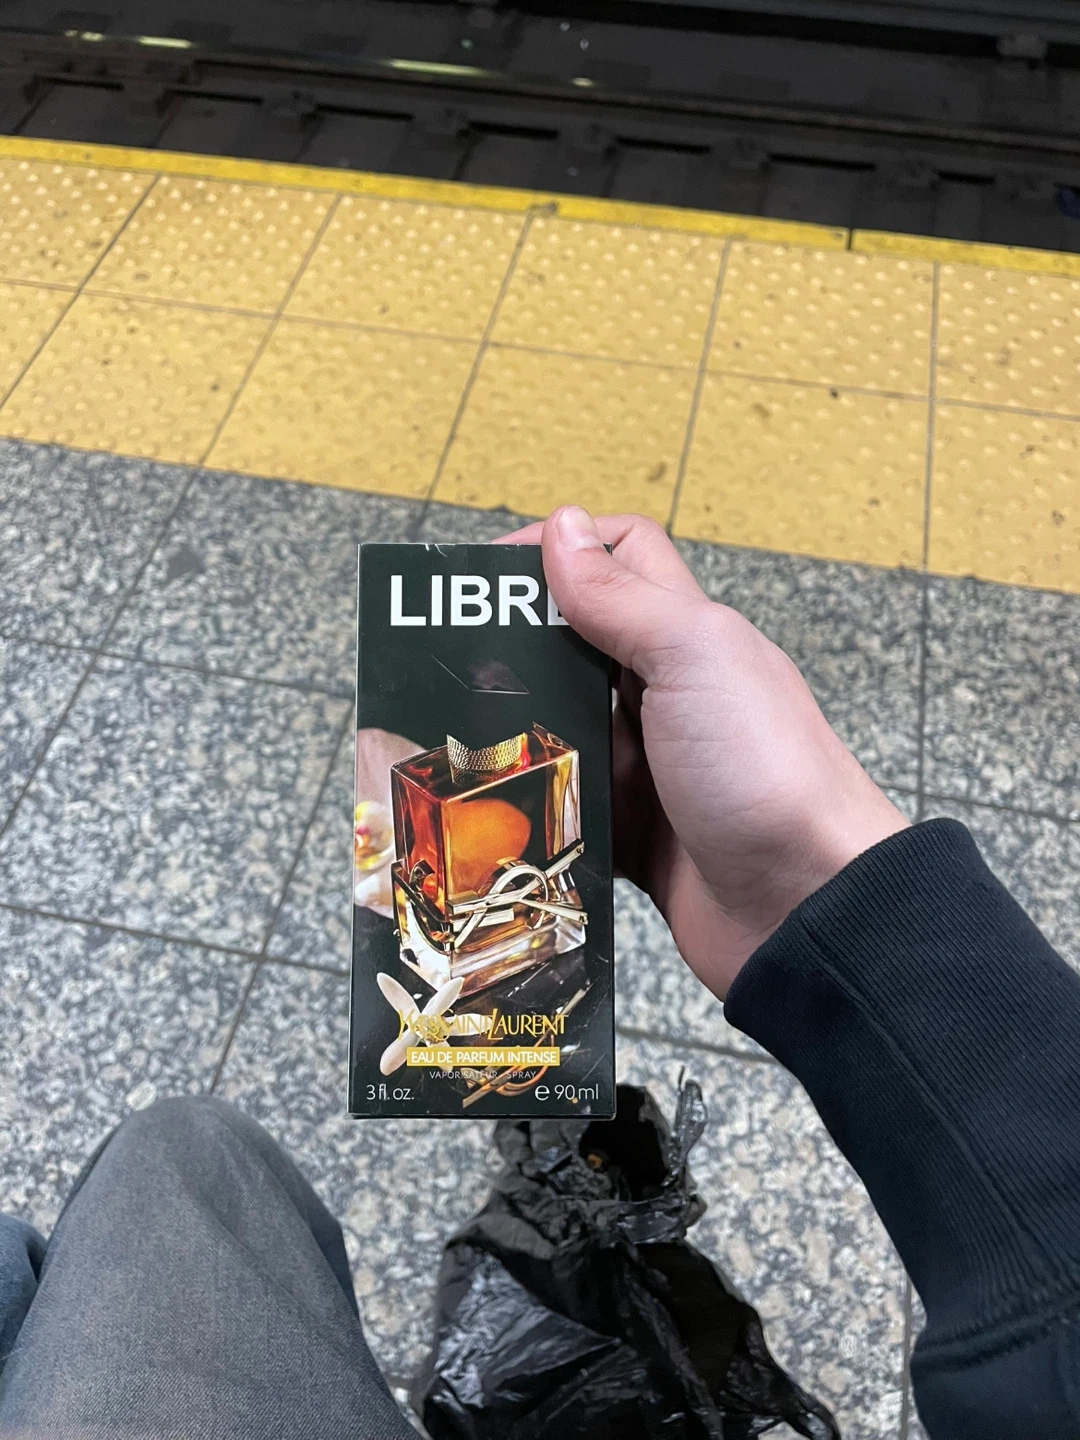 LIBRE
YVESSAINTLAURENT
EAU DE PARFUM INTENSE
VAPORISATEUR SPRAY
3 fl. oz. e 90 ml